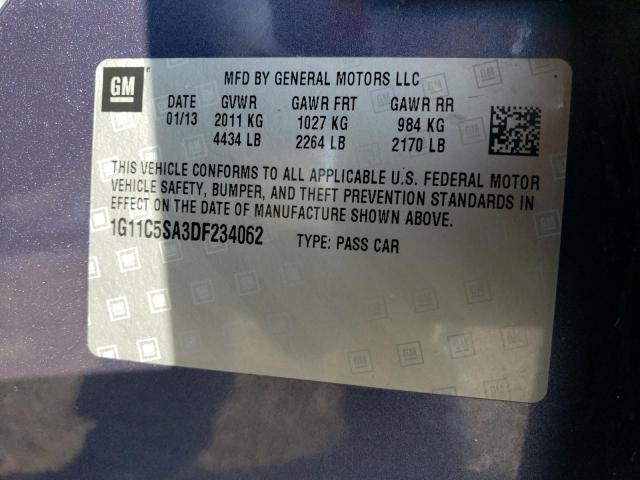 GM
MFD BY GENERAL MOTORS LLC
DATE GVWR GAWR FRT GAWR RR
01/13 2011 KG 1027 KG 984 KG
4434 LB 2264 LB 2170 LB
THIS VEHICLE CONFORMS TO ALL APPLICABLE U.S. FEDERAL MOTOR
VEHICLE SAFETY, BUMPER, AND THEFT PREVENTION STANDARDS IN
EFFECT ON THE DATE OF MANUFACTURE SHOWN ABOVE.
1G11C5SA3DF234062 TYPE: PASS CAR